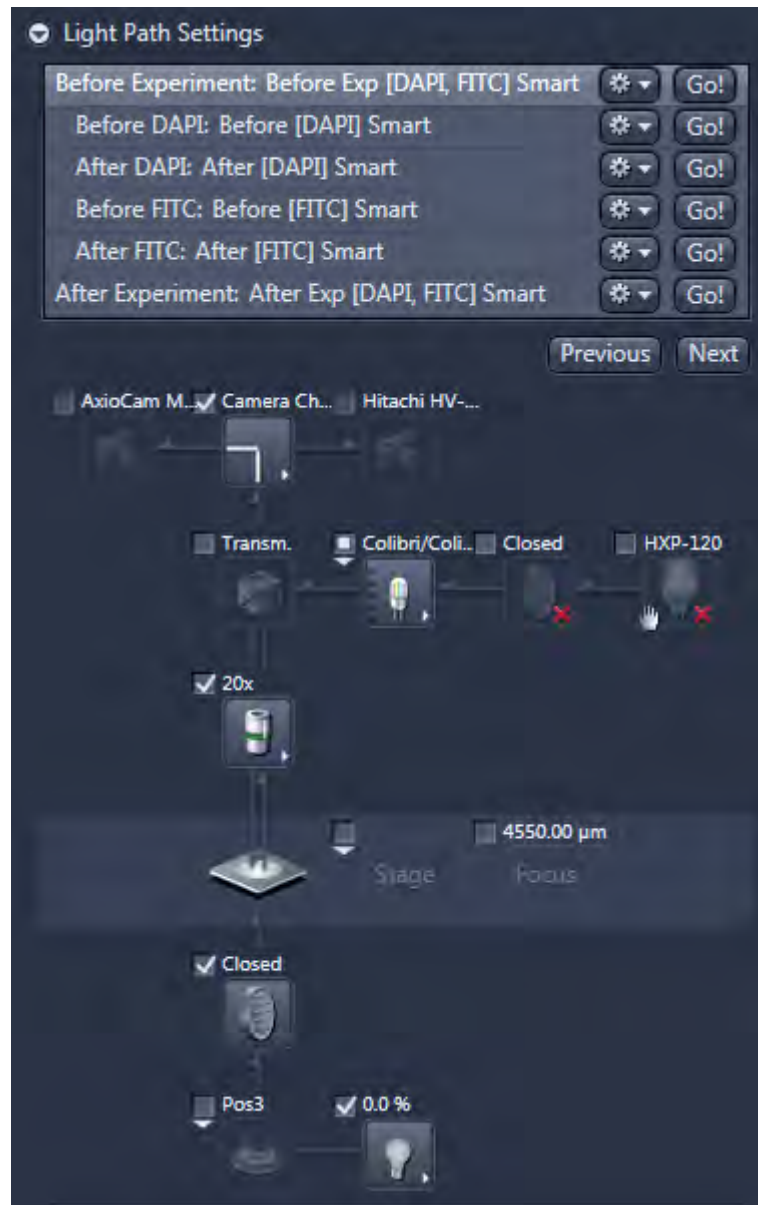 Light Path Settings
Before Experiment: Before Exp [DAPI, FITC] Smart Go!
Before DAPI: Before [DAPI] Smart Go!
After DAPI: After [DAPI] Smart Go!
Before FITC: Before [FITC] Smart Go!
After FITC: After [FITC] Smart Go!
After Experiment: After Exp [DAPI, FITC] Smart Go!
Previous Next
AxioCam M... Camera Ch... Hitachi HV-...
Transm. Colibri/Coli... Closed HXP-120
20x
4550.00 µm
Stage Focus
Closed
Pos3 0.0 %